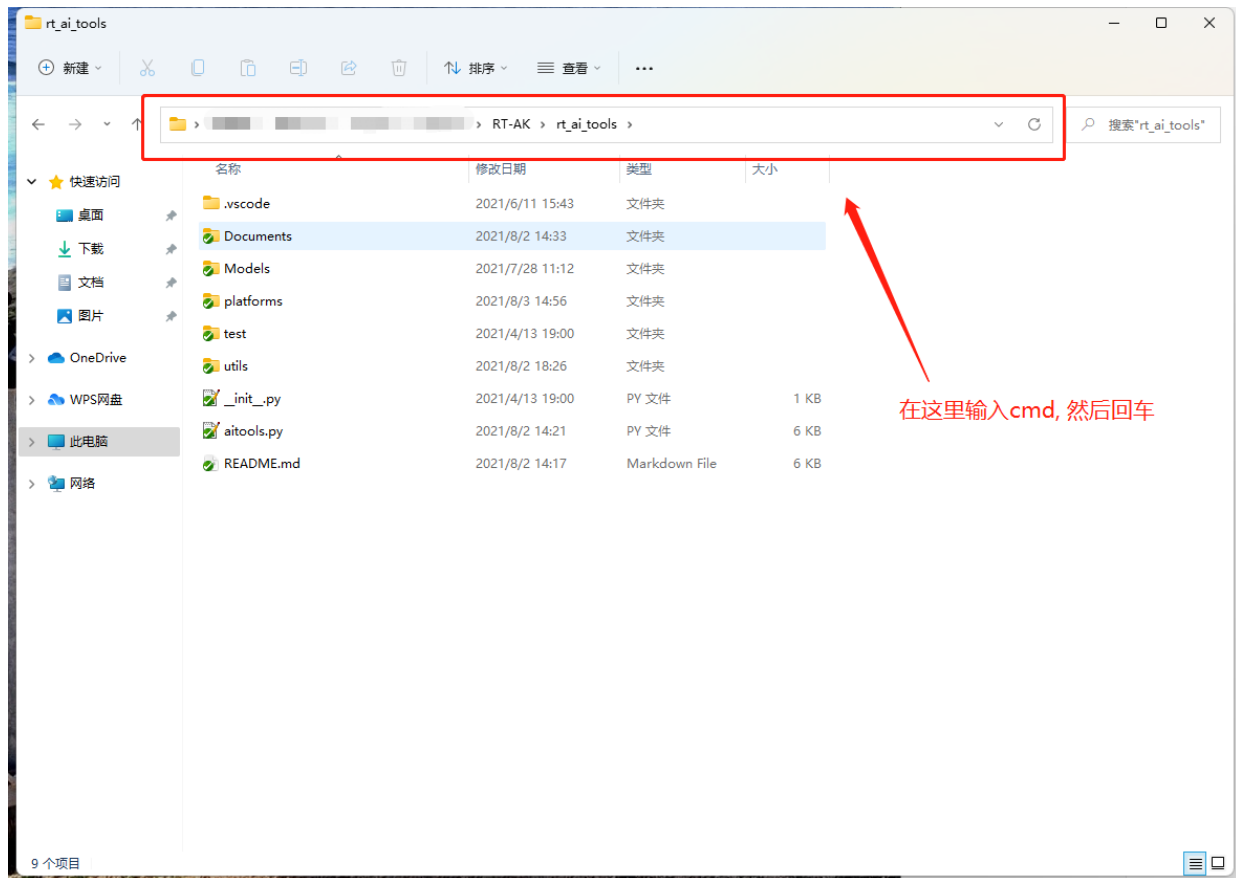 rt_ai_tools
新建
排序
查看
RT-AK
rt_ai_tools
搜索"rt_ai_tools"
名称
修改日期
类型
大小
快速访问
桌面
下载
文档
图片
OneDrive
WPS网盘
此电脑
网络
.vscode 2021/6/11 15:43 文件夹
Documents 2021/8/2 14:33 文件夹
Models 2021/7/28 11:12 文件夹
platforms 2021/8/3 14:56 文件夹
test 2021/4/13 19:00 文件夹
utils 2021/8/2 18:26 文件夹
__init__.py 2021/4/13 19:00 PY 文件 1 KB
aitools.py 2021/8/2 14:21 PY 文件 6 KB
README.md 2021/8/2 14:17 Markdown File 6 KB
在这里输入cmd, 然后回车
9 个项目